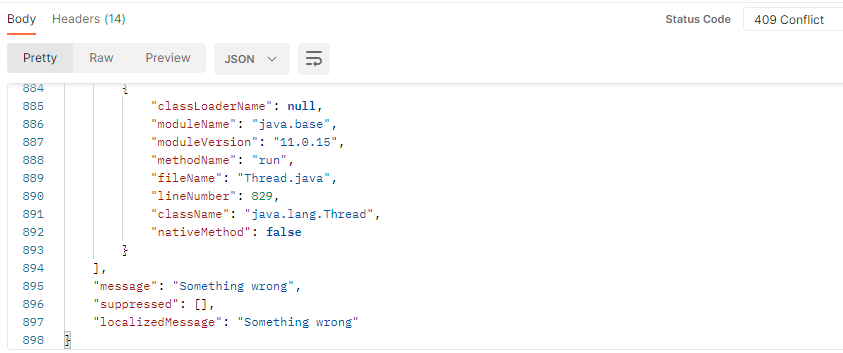 Body Headers (14) Status Code 409 Conflict
Pretty Raw Preview JSON
884 {
885 "classLoaderName": null,
886 "moduleName": "java.base",
887 "moduleVersion": "11.0.15",
888 "methodName": "run",
889 "fileName": "Thread.java",
890 "lineNumber": 829,
891 "className": "java.lang.Thread",
892 "nativeMethod": false
893 }
894 ],
895 "message": "Something wrong",
896 "suppressed": [],
897 "localizedMessage": "Something wrong"
898 }